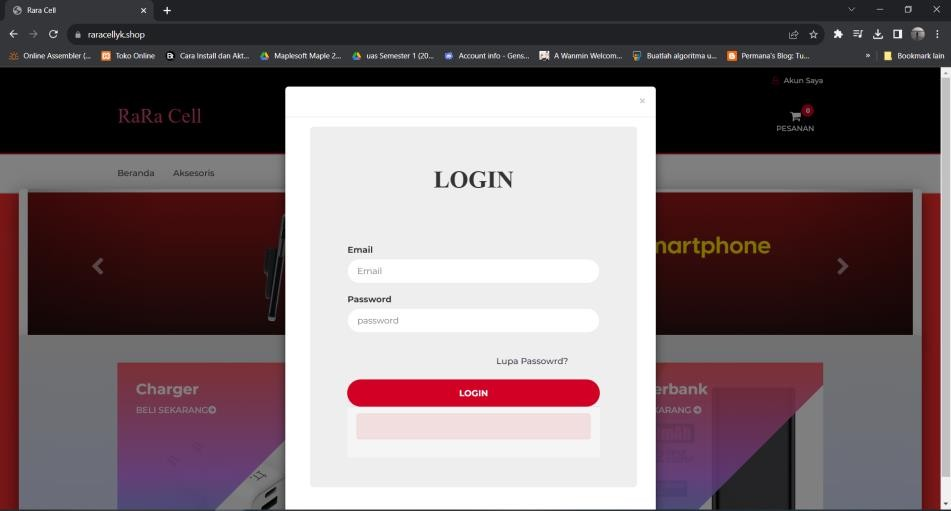 Rara Cell
raracellyk.shop
Online Assembler (... Toko Online Cara Install dan Akt... Maplesoft Maple 2... uas Semester 1 (20... Account info - Gens... A Wanmin Welcom... Buatlah algoritma u... Permana's Blog: Tu... » Bookmark lain
Akun Saya
RaRa Cell
0
PESANAN
×
Beranda Aksesoris
LOGIN
martphone
Email
Email
Password
password
Lupa Passowrd?
LOGIN
Charger
BELI SEKARANG
erbank
KARANG